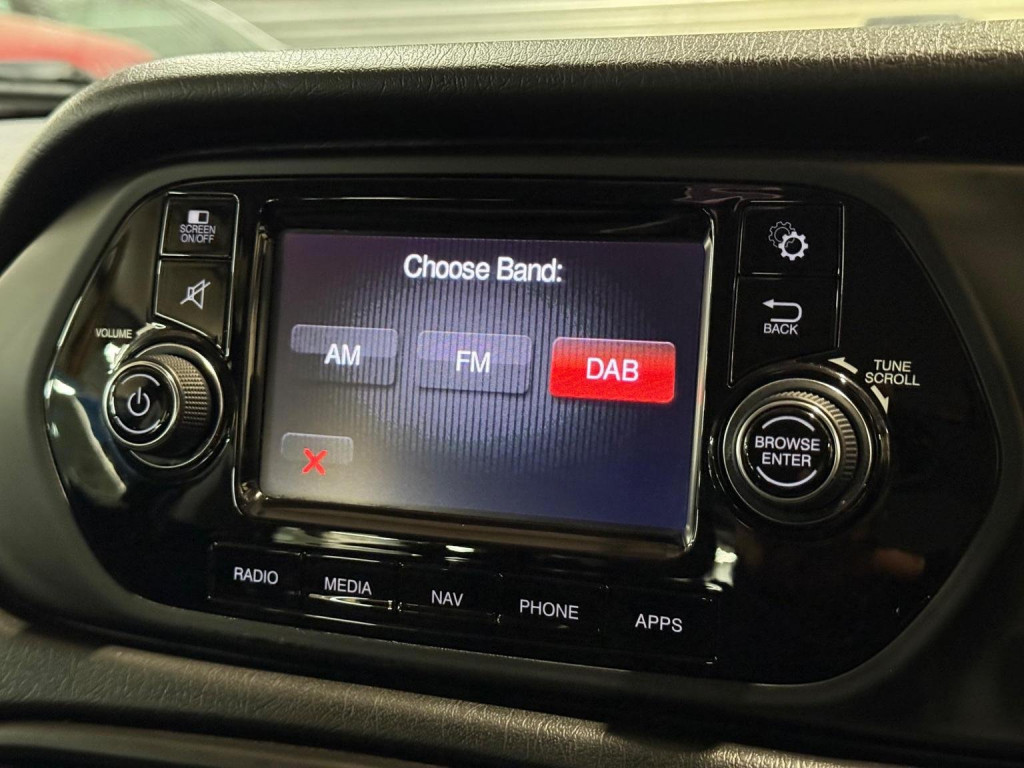 SCREEN
ON/OFF
VOLUME
Choose Band:
AM
FM
DAB
BACK
TUNE
SCROLL
BROWSE
ENTER
RADIO
MEDIA
NAV
PHONE
APPS